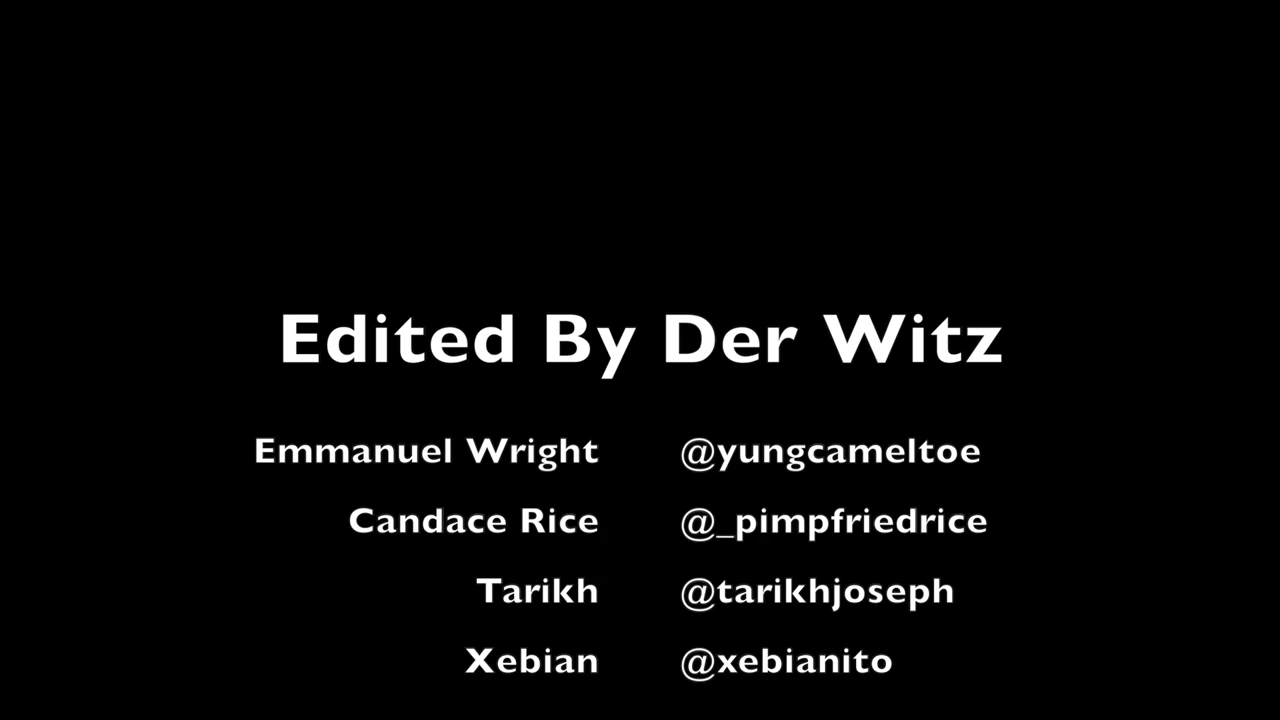 Edited By Der Witz
Emmanuel Wright @yungcameltoe
Candace Rice @_pimpfriedrice
Tarikh @tarikhjoseph
Xebian @xebianito